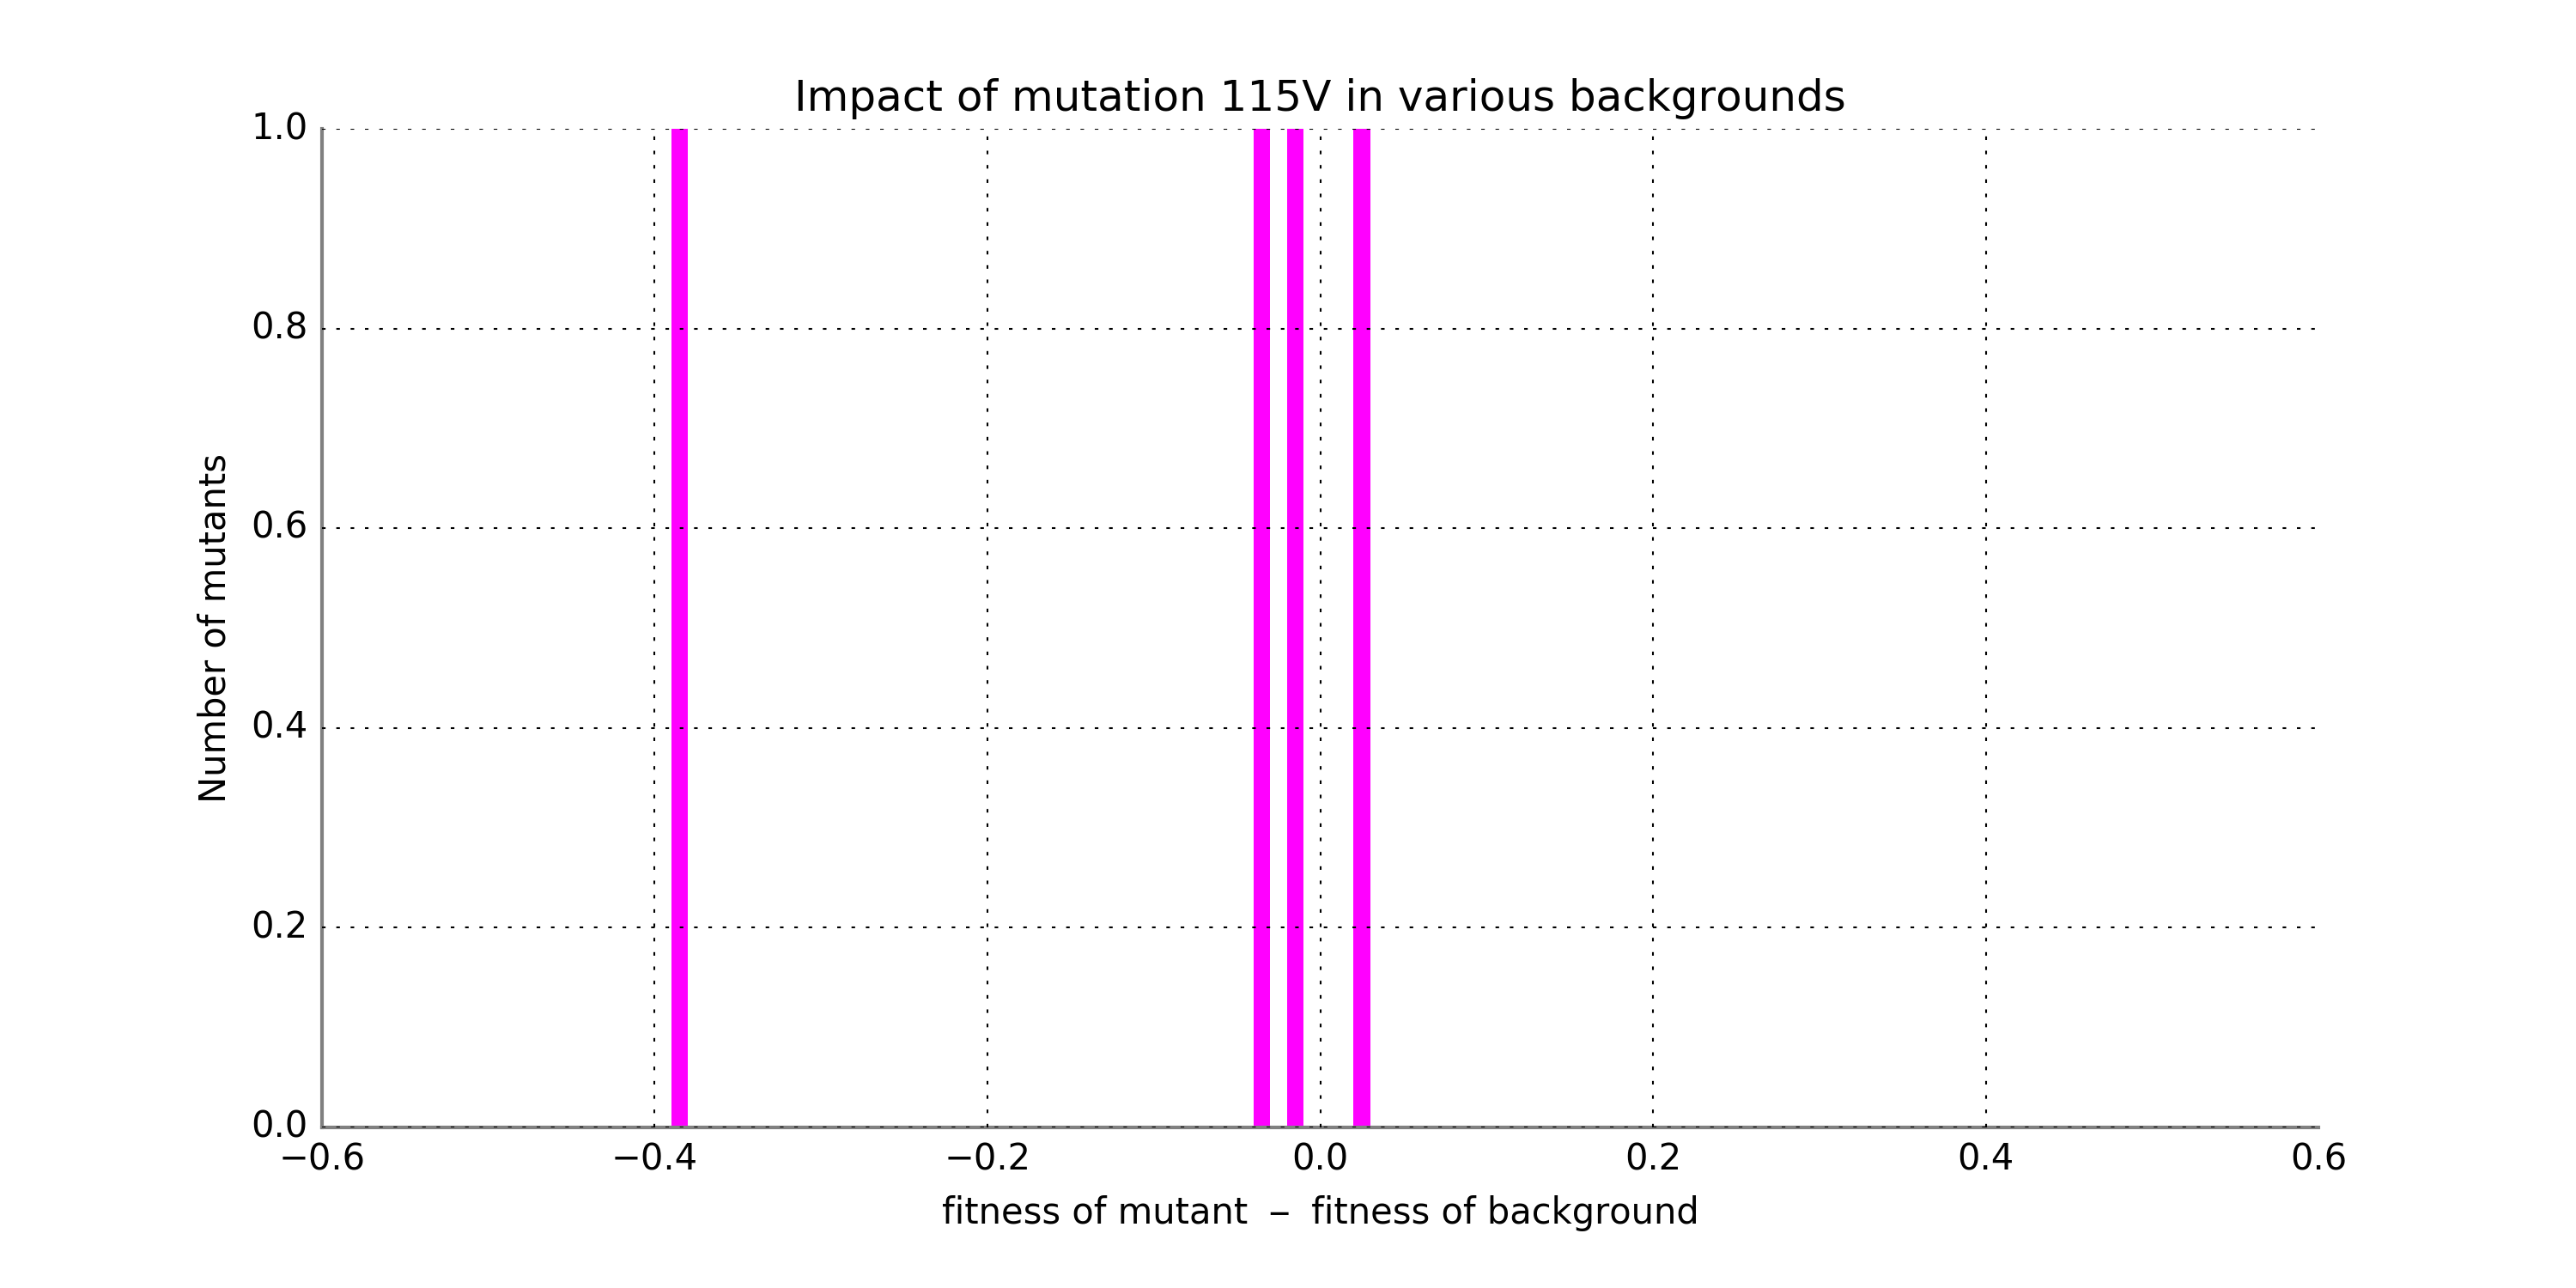 Impact of mutation 115V in various backgrounds
1.0
0.8
0.6
0.4
0.2
0.0
Number of mutants
−0.6 −0.4 −0.2 0.0 0.2 0.4 0.6
fitness of mutant − fitness of background